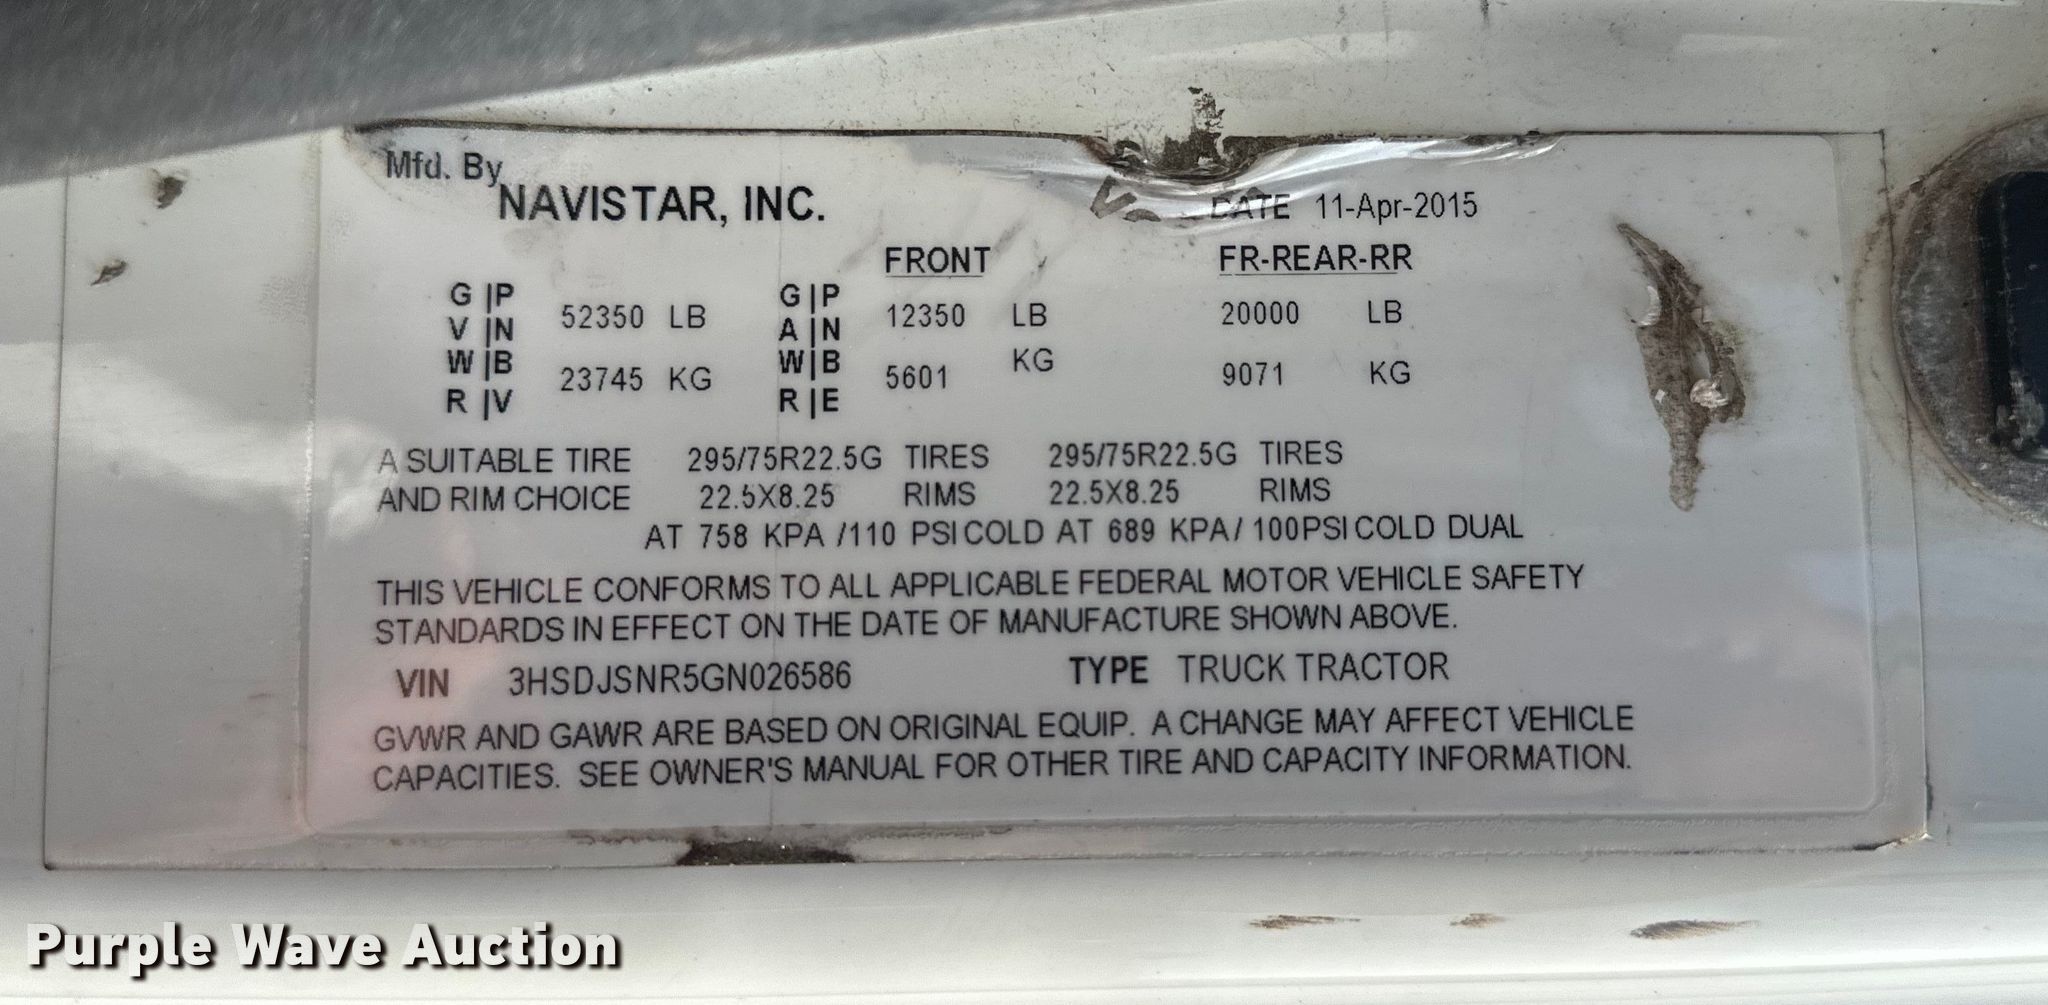 Mfd. By
NAVISTAR, INC.
DATE 11-Apr-2015
FRONT FR-REAR-RR
G|P G|P
52350 LB 12350 LB 20000 LB
V|N A|N
W|B W|B
23745 KG 5601 KG 9071 KG
R|V R|E
A SUITABLE TIRE 295/75R22.5G TIRES 295/75R22.5G TIRES
AND RIM CHOICE 22.5X8.25 RIMS 22.5X8.25 RIMS
AT 758 KPA /110 PSI COLD AT 689 KPA/ 100PSI COLD DUAL
THIS VEHICLE CONFORMS TO ALL APPLICABLE FEDERAL MOTOR VEHICLE SAFETY
STANDARDS IN EFFECT ON THE DATE OF MANUFACTURE SHOWN ABOVE.
VIN 3HSDJSNR5GN026586 TYPE TRUCK TRACTOR
GVWR AND GAWR ARE BASED ON ORIGINAL EQUIP. A CHANGE MAY AFFECT VEHICLE
CAPACITIES. SEE OWNER'S MANUAL FOR OTHER TIRE AND CAPACITY INFORMATION.
Purple Wave Auction